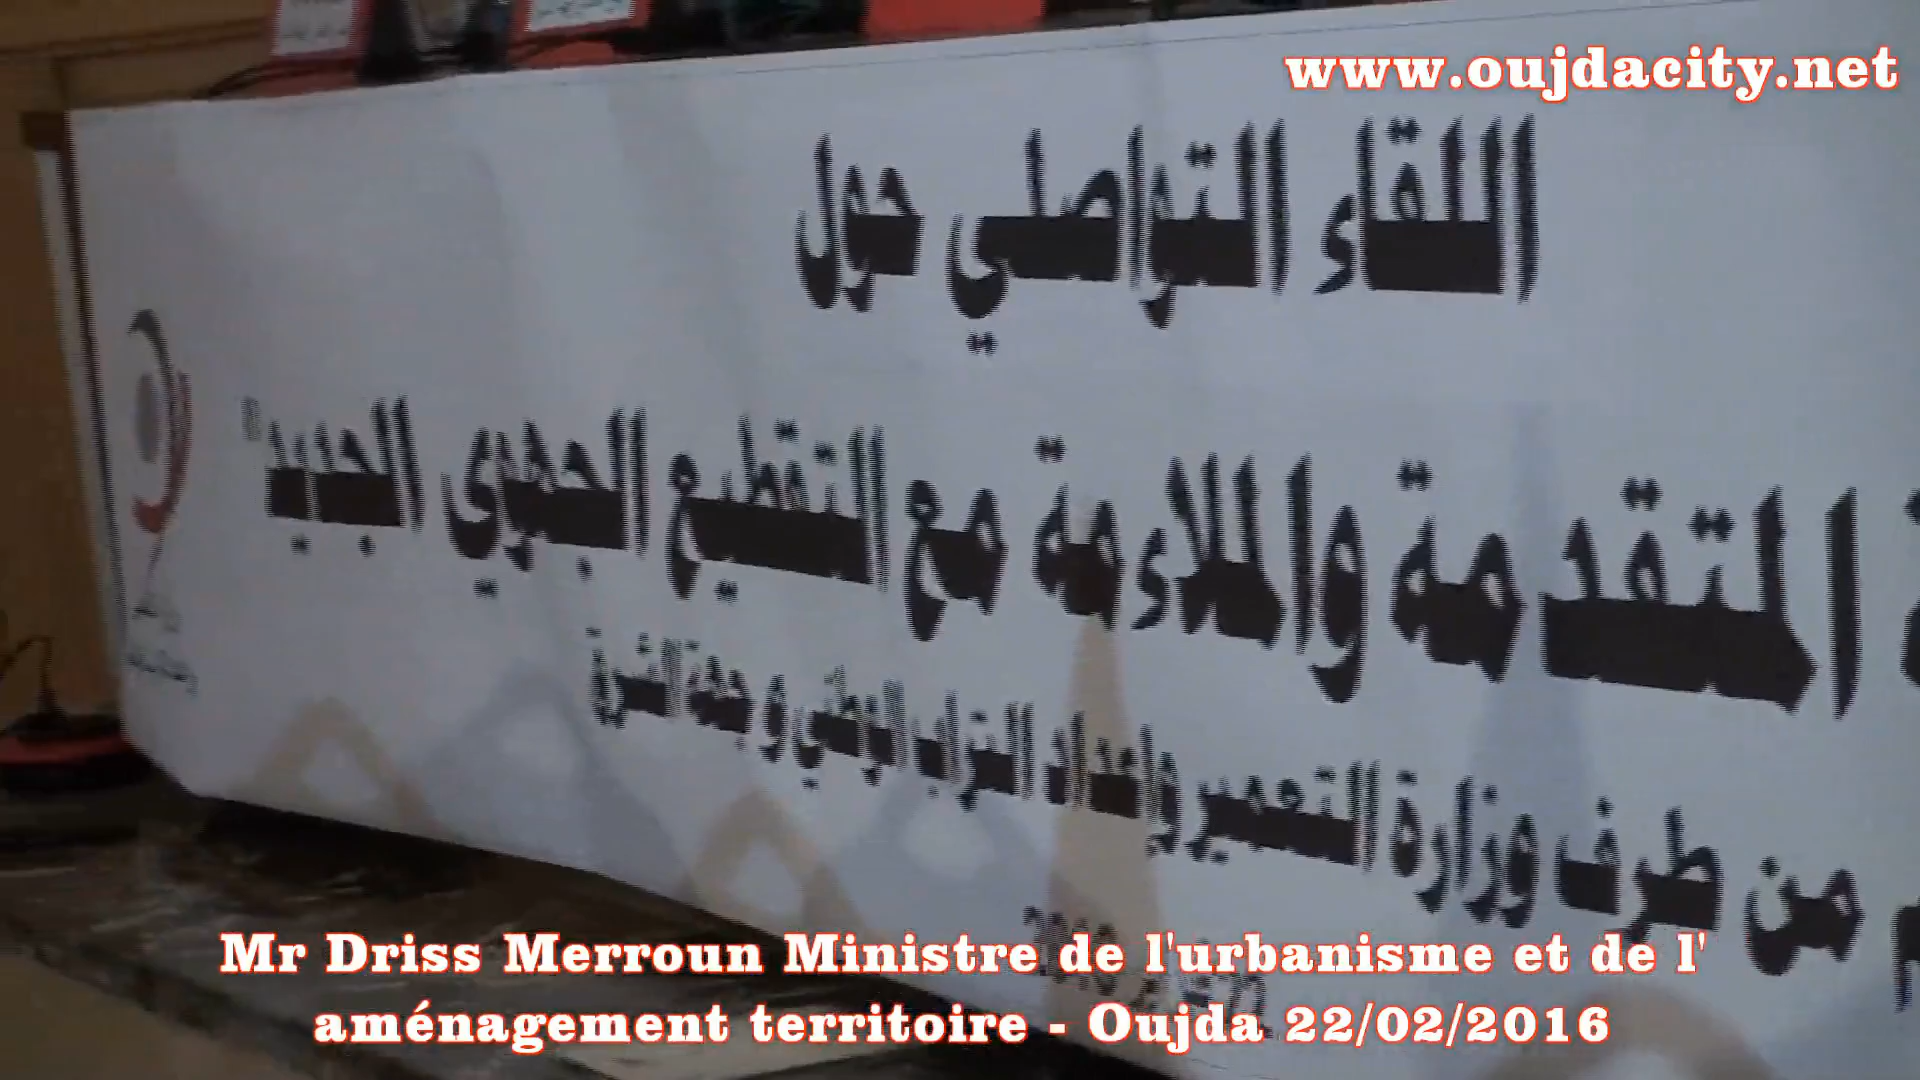 www.oujdacity.net
اللقاء التواصلي حول
المتقدمة والملاءمة مع التقطيع الجهوي الجديد"
من طرف وزارة التعمير وإعداد التراب الوطني و جهة الشرق
Mr Driss Merroun Ministre de l'urbanisme et de l'
aménagement territoire - Oujda 22/02/2016